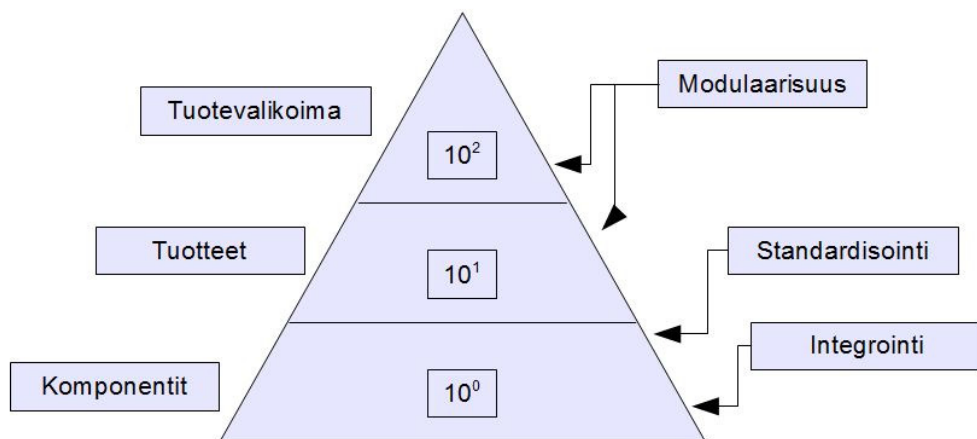 Tuotevalikoima
Modulaarisuus
10²
Tuotteet
Standardisointi
10¹
Integrointi
Komponentit
10⁰